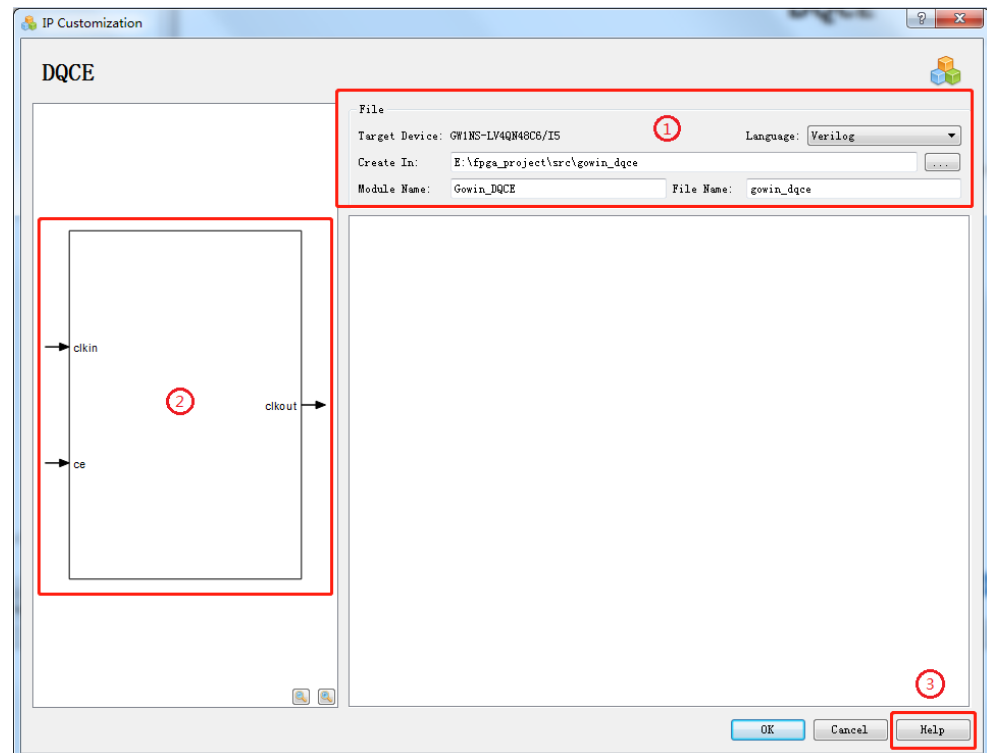 IP Customization
DQCE
File
Target Device: GW1NS-LV4QN48C6/I5 ① Language: Verilog
Create In: E:\fpga_project\src\gowin_dqce ...
Module Name: Gowin_DQCE File Name: gowin_dqce
clkin
② clkout
ce
③
OK Cancel Help